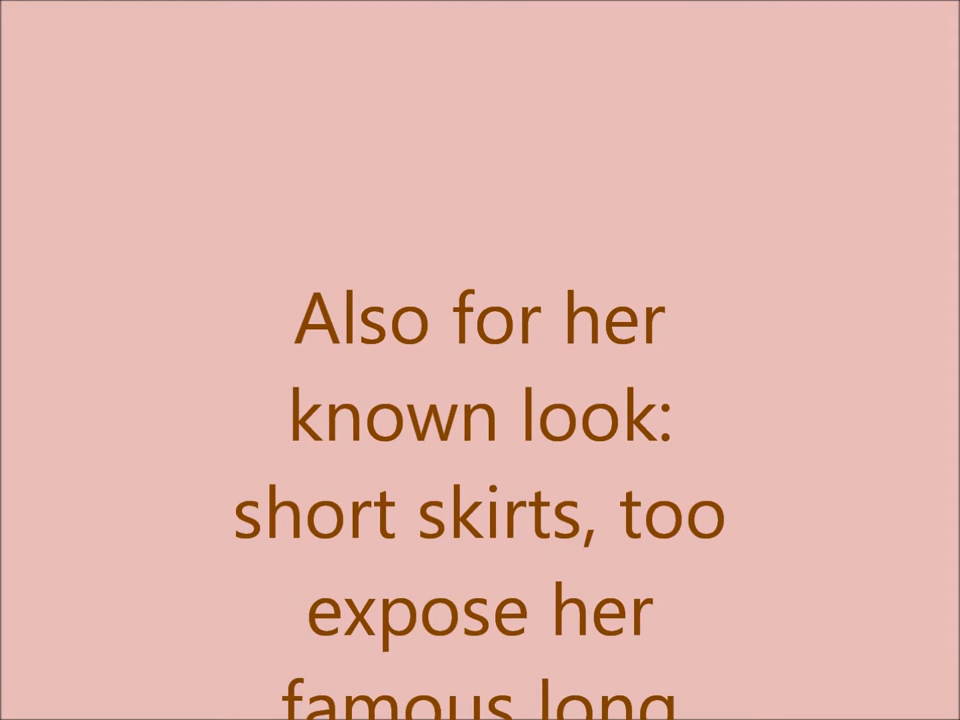 Also for her
known look:
short skirts, too
expose her
famous long